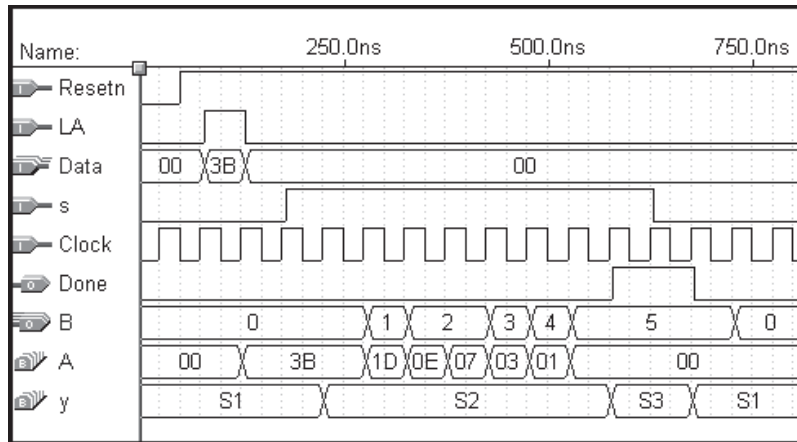 Name: 250.0ns 500.0ns 750.0ns
Resetn
LA
Data 00 3B 00
s
Clock
Done
B 0 1 2 3 4 5 0
A 00 3B 1D 0E 07 03 01 00
y S1 S2 S3 S1